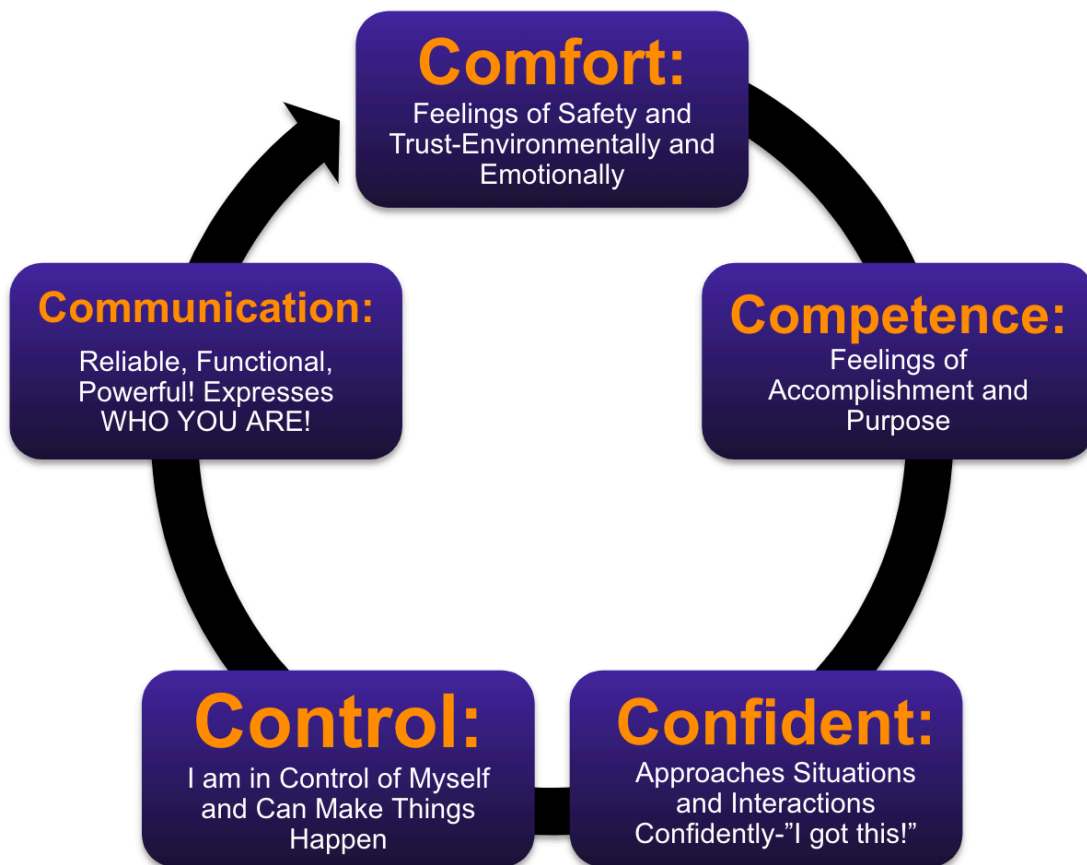 Comfort:
Feelings of Safety and
Trust-Environmentally and
Emotionally
Competence:
Feelings of
Accomplishment and
Purpose
Confident:
Approaches Situations
and Interactions
Confidently-”I got this!”
Control:
I am in Control of Myself
and Can Make Things
Happen
Communication:
Reliable, Functional,
Powerful! Expresses
WHO YOU ARE!